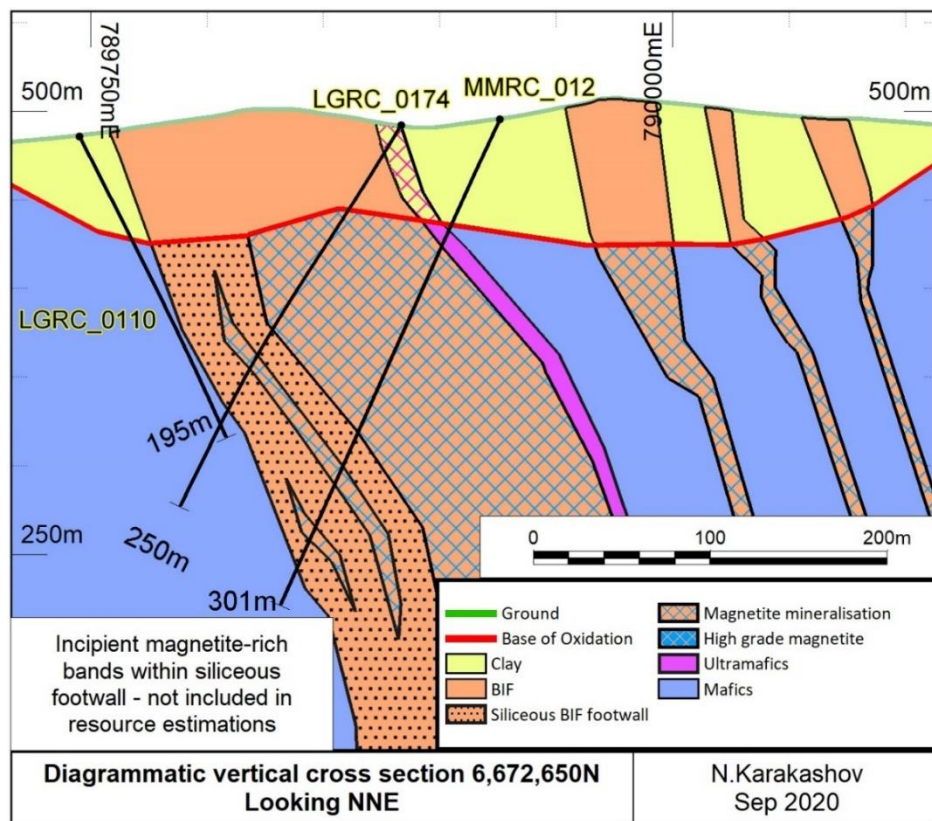 789750mE
790000mE
500m
500m
LGRC_0174
MMRC_012
LGRC_0110
195m
250m
250m
301m
0
100
200m
Incipient magnetite-rich
bands within siliceous
footwall - not included in
resource estimations
Ground
Base of Oxidation
Clay
BIF
Siliceous BIF footwall
Magnetite mineralisation
High grade magnetite
Ultramafics
Mafics
Diagrammatic vertical cross section 6,672,650N
Looking NNE
N.Karakashov
Sep 2020